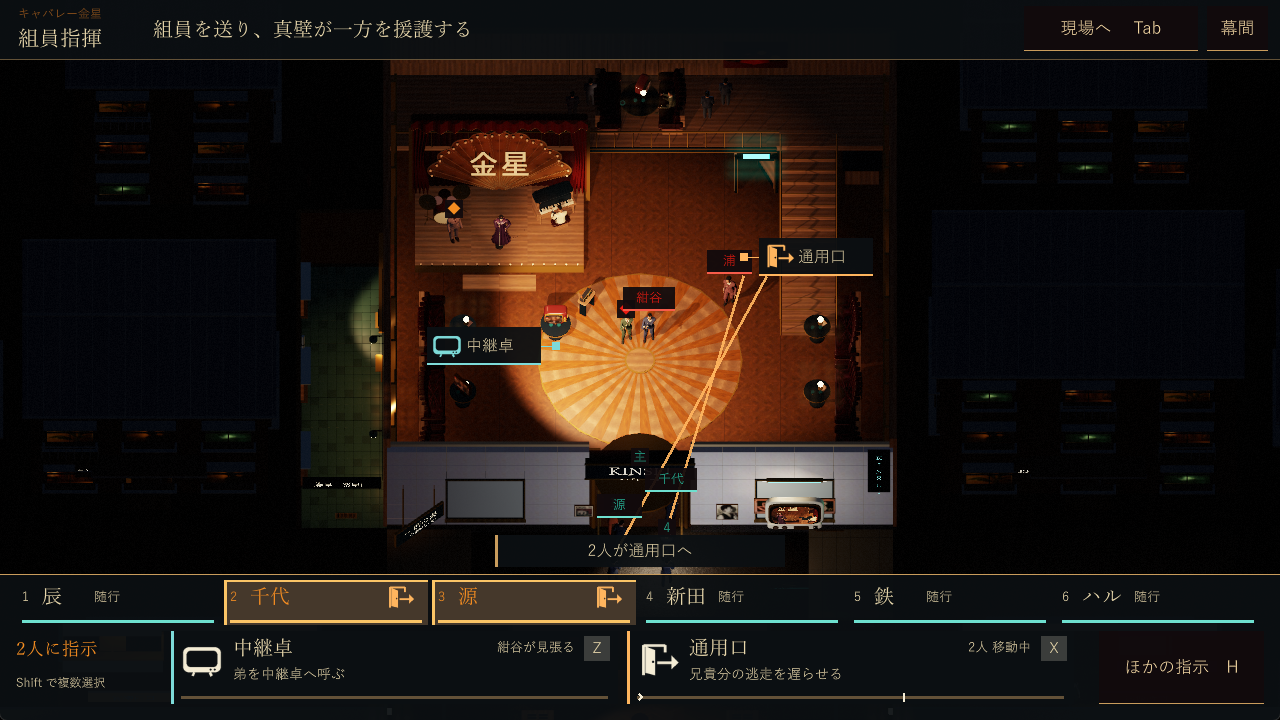 キャバレー金星
組員指揮
組員を送り、真壁が一方を援護する
現場へ Tab
幕間
金星
浦
通用口
紺谷
中継卓
主
KIN
千代
源
4
2人が通用口へ
1 辰 随行
2 千代
3 源
4 新田 随行
5 鉄 随行
6 ハル 随行
2人に指示
Shift で複数選択
中継卓
紺谷が見張る Z
弟を中継卓へ呼ぶ
通用口
2人 移動中 X
兄貴分の逃走を遅らせる
ほかの指示 H